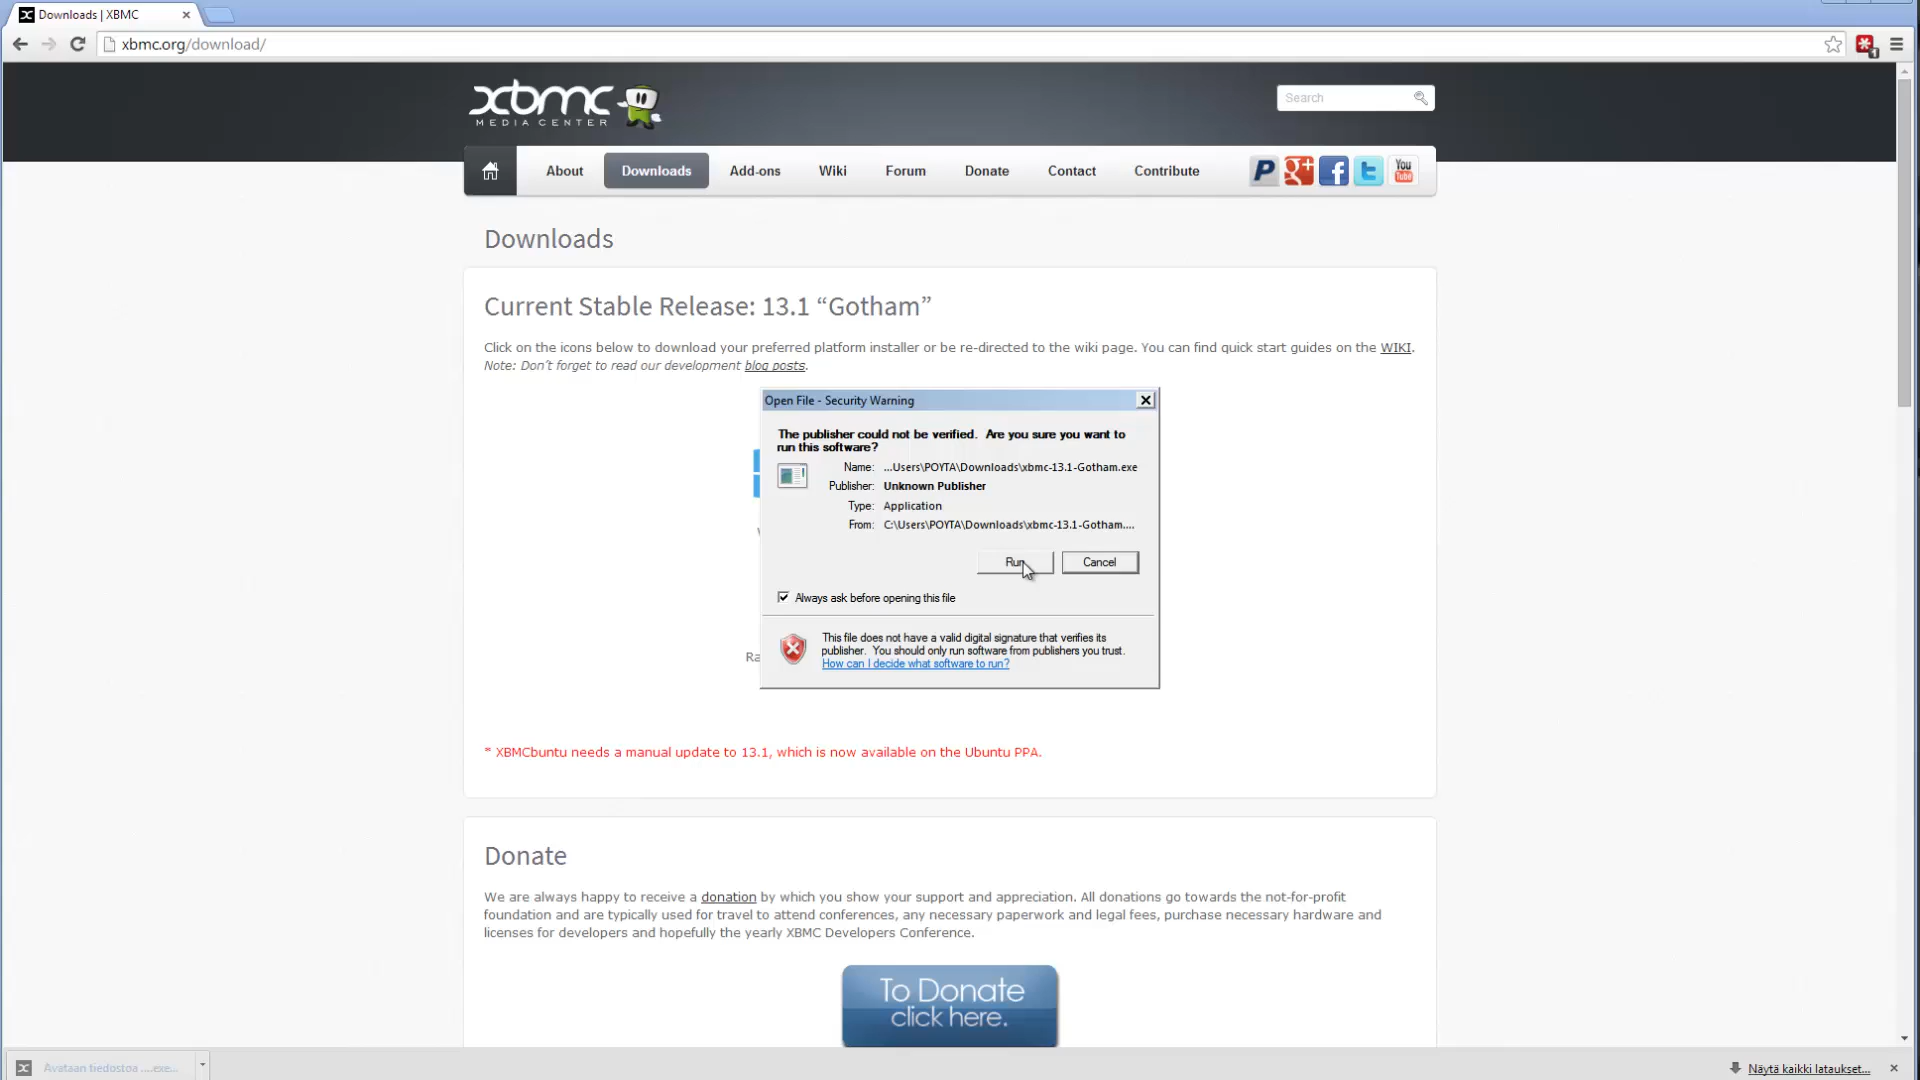 Downloads | XBMC
xbmc.org/download/
xbmc
MEDIA CENTER
Search
About
Downloads
Add-ons
Wiki
Forum
Donate
Contact
Contribute
P
g+
f
t
You
Tube
Downloads
Current Stable Release: 13.1 “Gotham”
Click on the icons below to download your preferred platform installer or be re-directed to the wiki page. You can find quick start guides on the WIKI.
Note: Don't forget to read our development blog posts.
Open File - Security Warning
The publisher could not be verified. Are you sure you want to
run this software?
Name: ...Users\POYTA\Downloads\xbmc-13.1-Gotham.exe
Publisher: Unknown Publisher
Type: Application
From: C:\Users\POYTA\Downloads\xbmc-13.1-Gotham....
Run
Cancel
Always ask before opening this file
Ra
This file does not have a valid digital signature that verifies its
publisher. You should only run software from publishers you trust.
How can I decide what software to run?
* XBMCbuntu needs a manual update to 13.1, which is now available on the Ubuntu PPA.
Donate
We are always happy to receive a donation by which you show your support and appreciation. All donations go towards the not-for-profit
foundation and are typically used for travel to attend conferences, any necessary paperwork and legal fees, purchase necessary hardware and
licenses for developers and hopefully the yearly XBMC Developers Conference.
To Donate
click here.
Avataan tiedostoa ....exe...
Näytä kaikki lataukset...